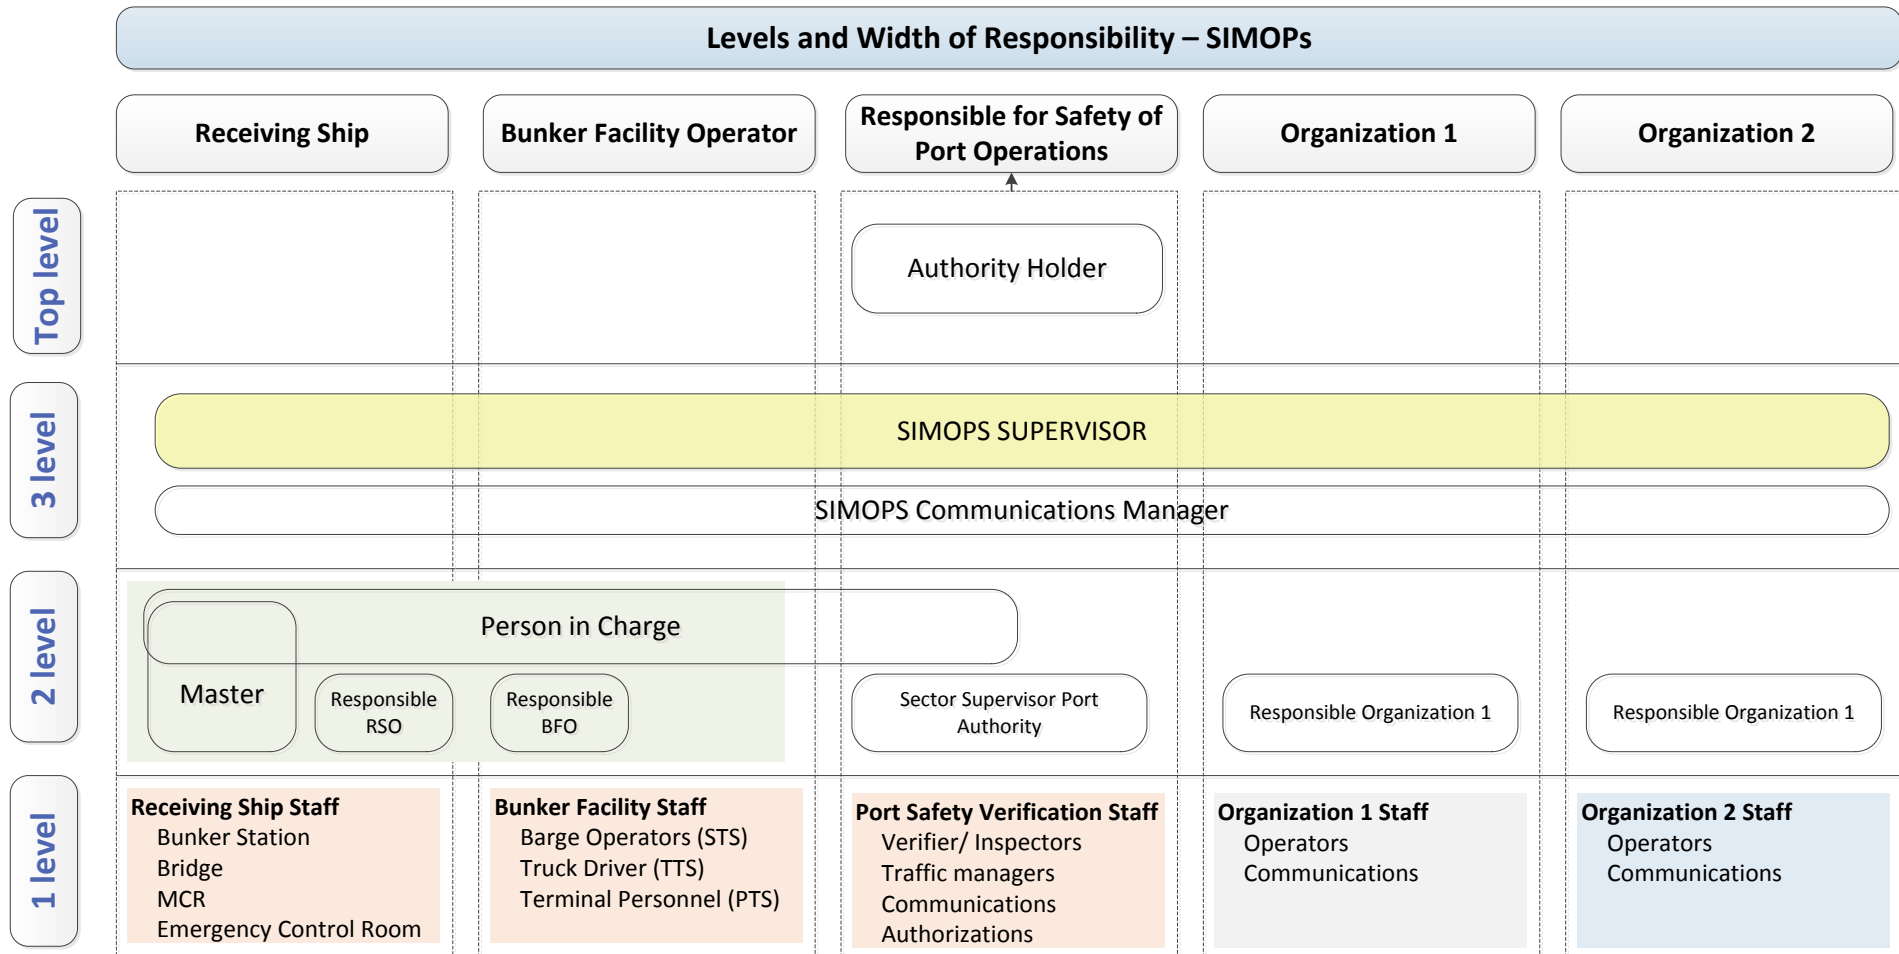 Levels and Width of Responsibility – SIMOPs
Receiving Ship
Bunker Facility Operator
Responsible for Safety of
Port Operations
Organization 1
Organization 2
Top level
Authority Holder
3 level
SIMOPS SUPERVISOR
SIMOPS Communications Manager
2 level
Person in Charge
Master
Responsible
RSO
Responsible
BFO
Sector Supervisor Port
Authority
Responsible Organization 1
Responsible Organization 1
1 level
Receiving Ship Staff
Bunker Station
Bridge
MCR
Emergency Control Room
Bunker Facility Staff
Barge Operators (STS)
Truck Driver (TTS)
Terminal Personnel (PTS)
Port Safety Verification Staff
Verifier/ Inspectors
Traffic managers
Communications
Authorizations
Organization 1 Staff
Operators
Communications
Organization 2 Staff
Operators
Communications